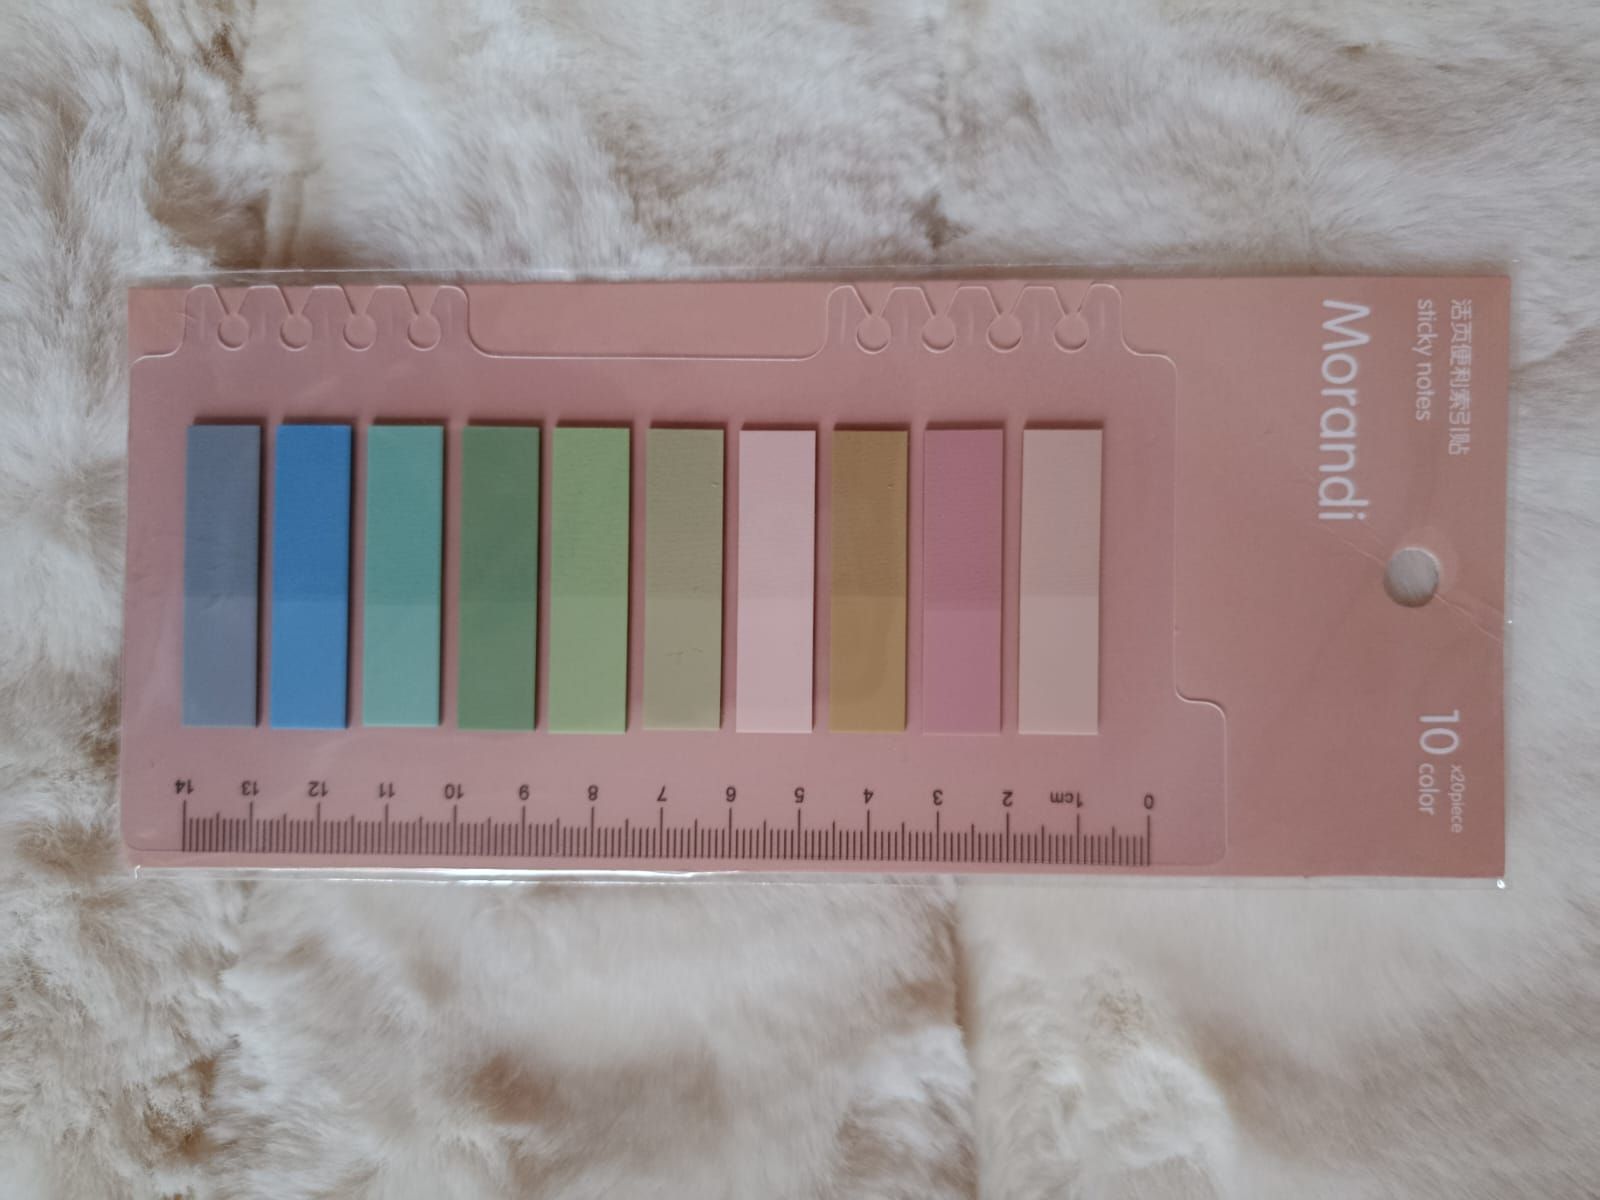 活页便利索引贴
sticky notes
Morandi
x20piece
10 color
0
1cm
2
3
4
5
6
7
8
9
10
11
12
13
14